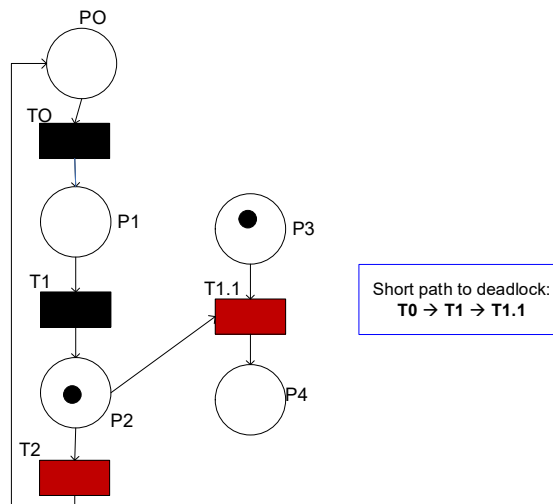 PO
TO
P1
P3
T1
T1.1
Short path to deadlock:
T0 → T1 → T1.1
P2
P4
T2